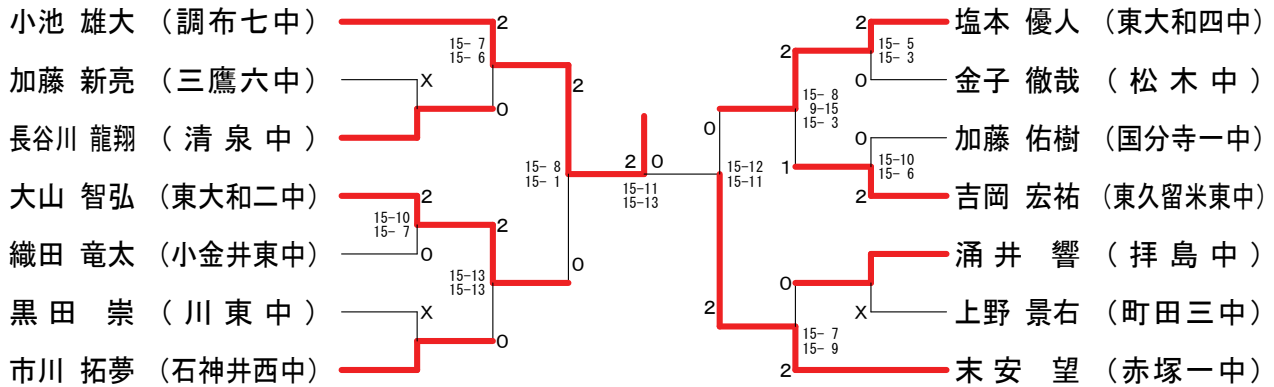 小池 雄大 (調布七中)
加藤 新亮 (三鷹六中)
長谷川 龍翔 (清泉中)
大山 智弘 (東大和二中)
織田 竜太 (小金井東中)
黒田 崇 (川東中)
市川 拓夢 (石神井西中)
2
15- 7
15- 6
X
0
2
15- 8
15- 1
2
15-10
15- 7
0
2
15-13
15-13
0
X
0
2 0
15-11
15-13
0
15-12
15-11
2
2
15- 8
9-15
15- 3
1
2
15- 5
15- 3
0
0
15-10
15- 6
2
0
X
15- 7
15- 9
2
塩本 優人 (東大和四中)
金子 徹哉 (松木中)
加藤 佑樹 (国分寺一中)
吉岡 宏祐 (東久留米東中)
涌井 響 (拝島中)
上野 景右 (町田三中)
末安 望 (赤塚一中)